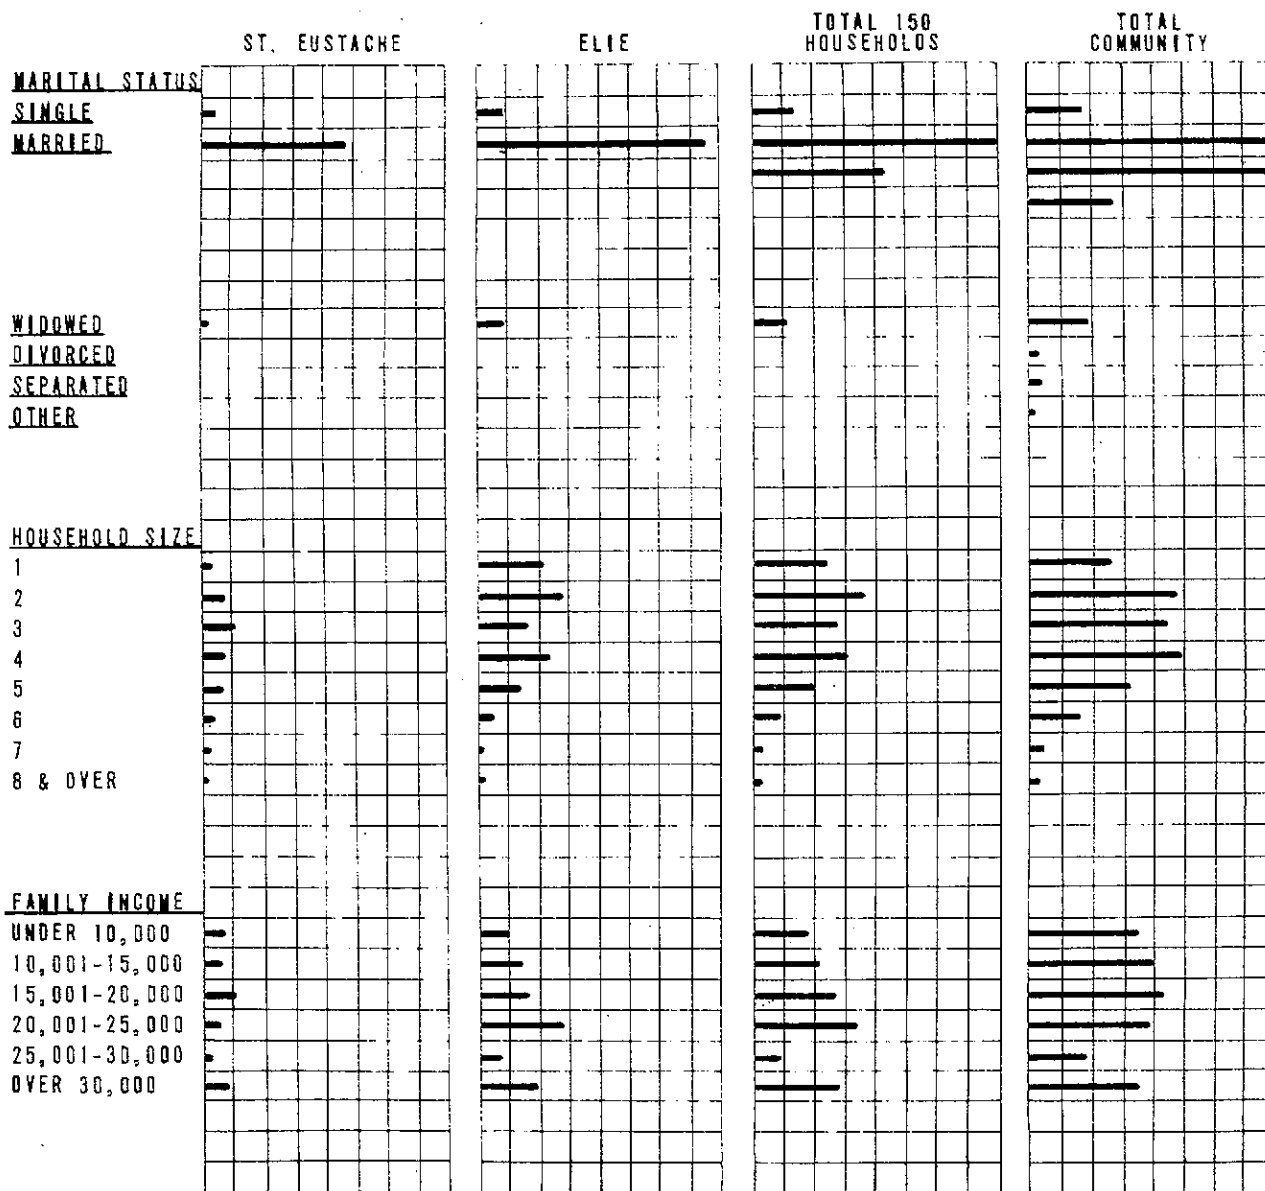 ST. EUSTACHE
ELIE
TOTAL 150
HOUSEHOLDS
TOTAL
COMMUNITY
MARITAL STATUS
SINGLE
MARRIED
WIDOWED
DIVORCED
SEPARATED
OTHER
HOUSEHOLD SIZE
1
2
3
4
5
6
7
8 & OVER
FAMILY INCOME
UNDER 10,000
10,001-15,000
15,001-20,000
20,001-25,000
25,001-30,000
OVER 30,000